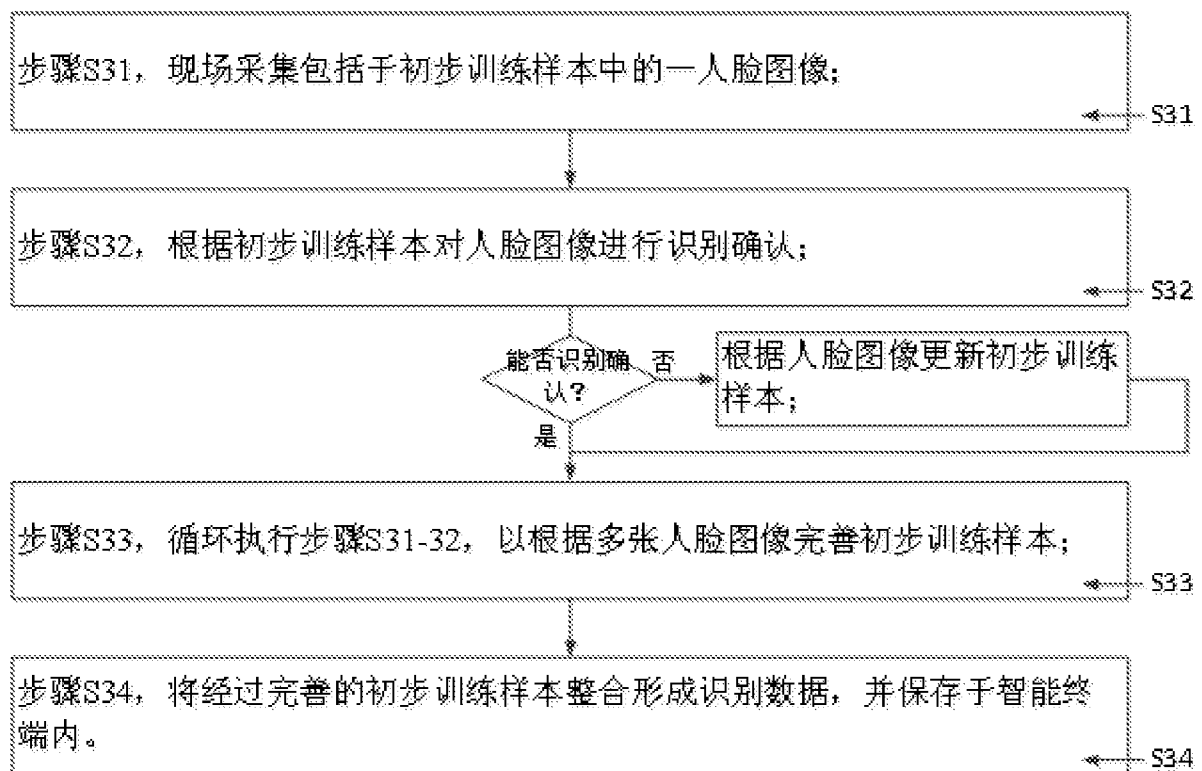 步骤S31，现场采集包括于初步训练样本中的一人脸图像；
S31
步骤S32，根据初步训练样本对人脸图像进行识别确认；
S32
能否识别确
认？
否
根据人脸图像更新初步训练
样本；
是
步骤S33，循环执行步骤S31-32，以根据多张人脸图像完善初步训练样本；
S33
步骤S34，将经过完善的初步训练样本整合形成识别数据，并保存于智能终
端内。
S34